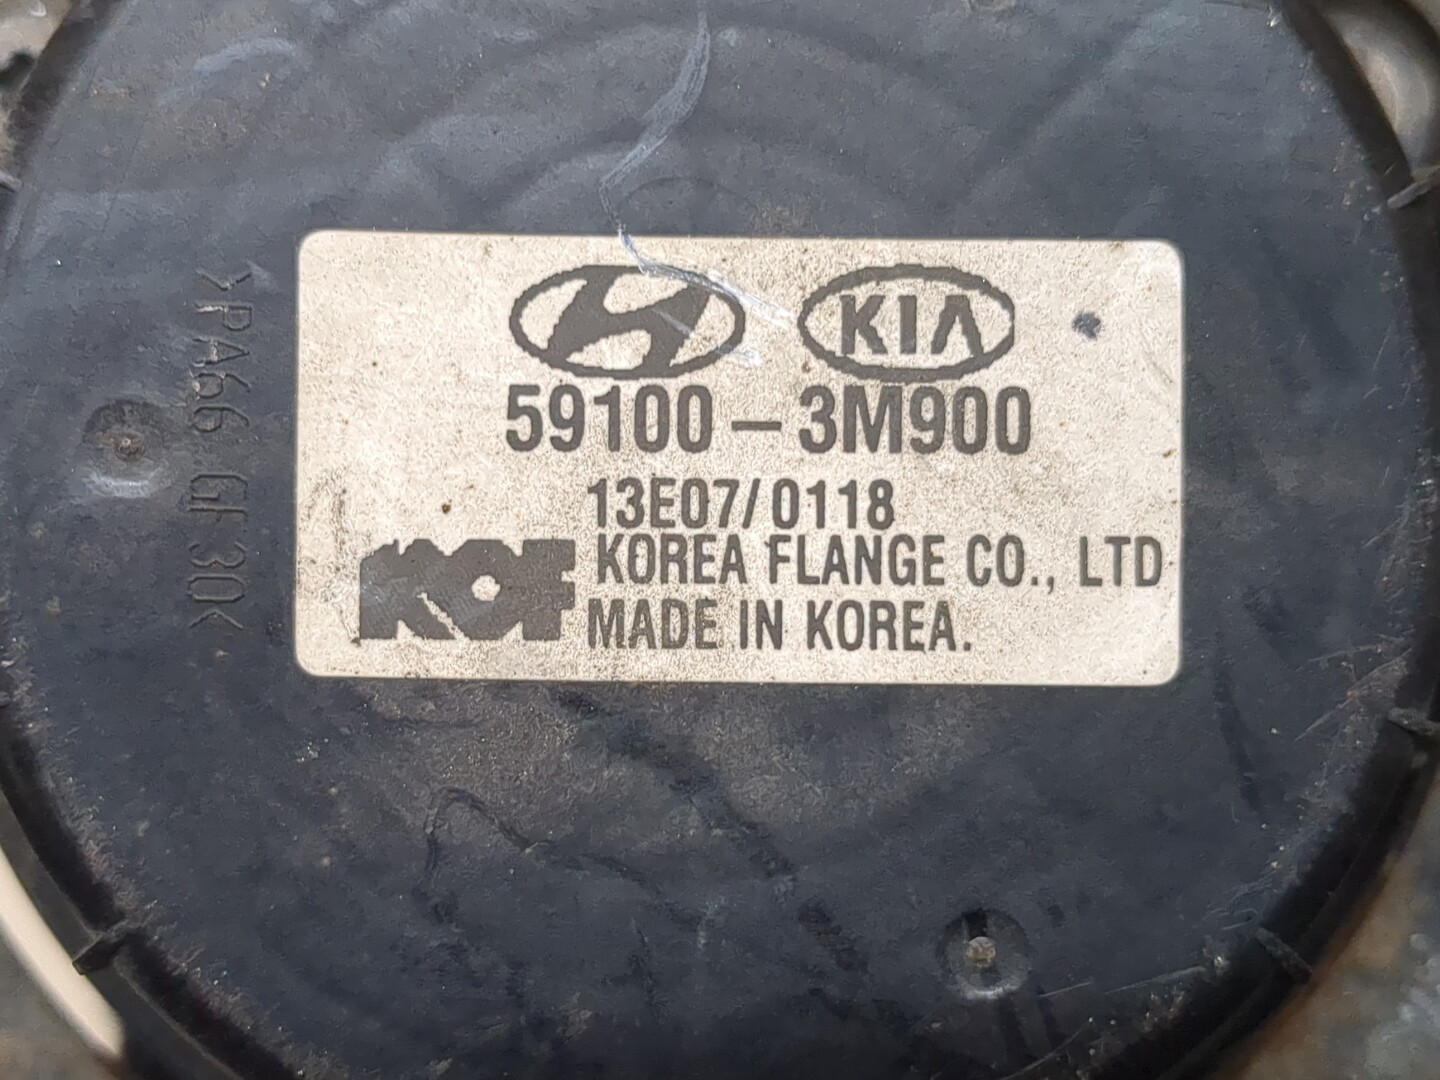 KIA
59100-3M900
13E07/0118
KOF KOREA FLANGE CO., LTD
MADE IN KOREA.
>PA66 GF30<